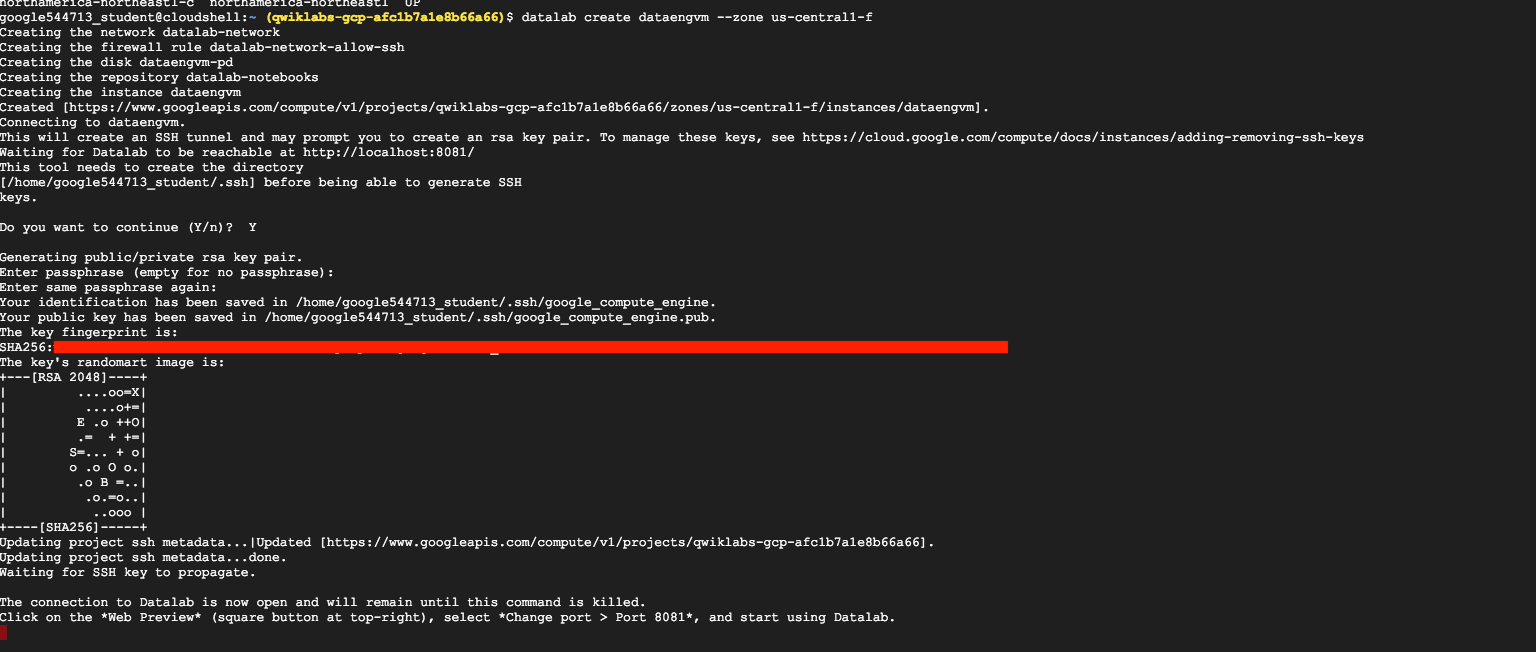 northamerica-northeast1-c northamerica-northeast1 UP
google544713_student@cloudshell:~ (qwiklabs-gcp-afc1b7a1e8b66a66)$ datalab create dataengvm --zone us-central1-f
Creating the network datalab-network
Creating the firewall rule datalab-network-allow-ssh
Creating the disk dataengvm-pd
Creating the repository datalab-notebooks
Creating the instance dataengvm
Created [https://www.googleapis.com/compute/v1/projects/qwiklabs-gcp-afc1b7a1e8b66a66/zones/us-central1-f/instances/dataengvm].
Connecting to dataengvm.
This will create an SSH tunnel and may prompt you to create an rsa key pair. To manage these keys, see https://cloud.google.com/compute/docs/instances/adding-removing-ssh-keys
Waiting for Datalab to be reachable at http://localhost:8081/
This tool needs to create the directory
[/home/google544713_student/.ssh] before being able to generate SSH
keys.
Do you want to continue (Y/n)?  Y
Generating public/private rsa key pair.
Enter passphrase (empty for no passphrase):
Enter same passphrase again:
Your identification has been saved in /home/google544713_student/.ssh/google_compute_engine.
Your public key has been saved in /home/google544713_student/.ssh/google_compute_engine.pub.
The key fingerprint is:
SHA256:
The key's randomart image is:
+---[RSA 2048]----+
|         ....oo=X|
|          ....o+=|
|         E .o ++O|
|         .=  + +=|
|        S=... + o|
|        o .o O o.|
|         .o B =..|
|          .o.=o..|
|           ..ooo |
+----[SHA256]-----+
Updating project ssh metadata...|Updated [https://www.googleapis.com/compute/v1/projects/qwiklabs-gcp-afc1b7a1e8b66a66].
Updating project ssh metadata...done.
Waiting for SSH key to propagate.
The connection to Datalab is now open and will remain until this command is killed.
Click on the *Web Preview* (square button at top-right), select *Change port > Port 8081*, and start using Datalab.